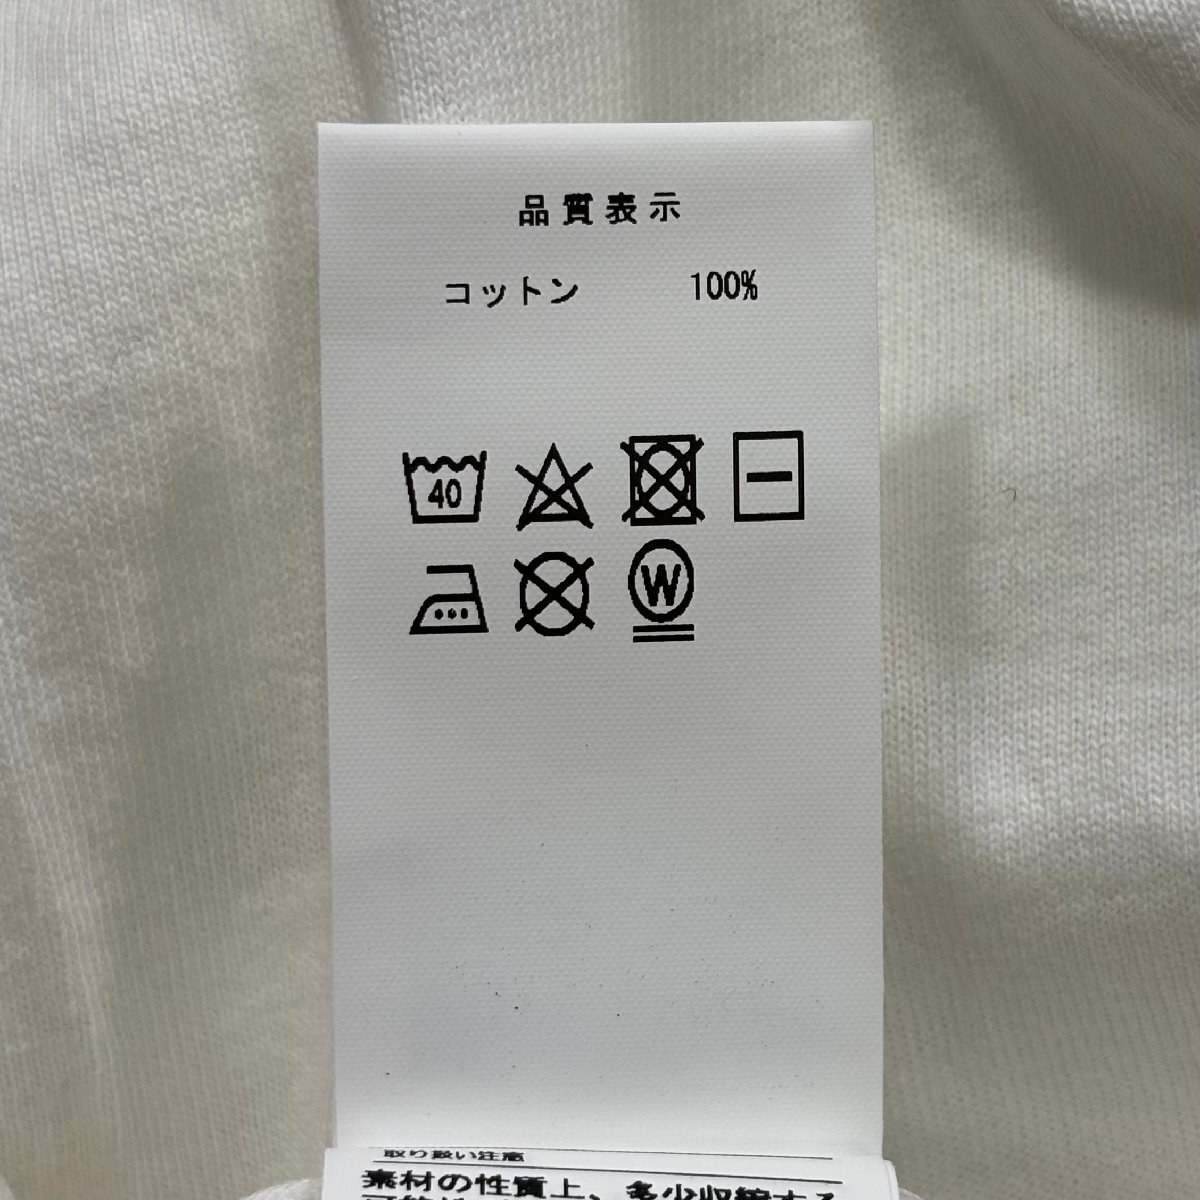 品質表示
コットン 100%
40
W
取り扱い注意
素材の性質上、多少収縮する